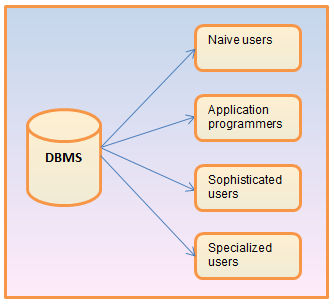 Naive users
Application
programmers
DBMS
Sophisticated
users
Specialized
users